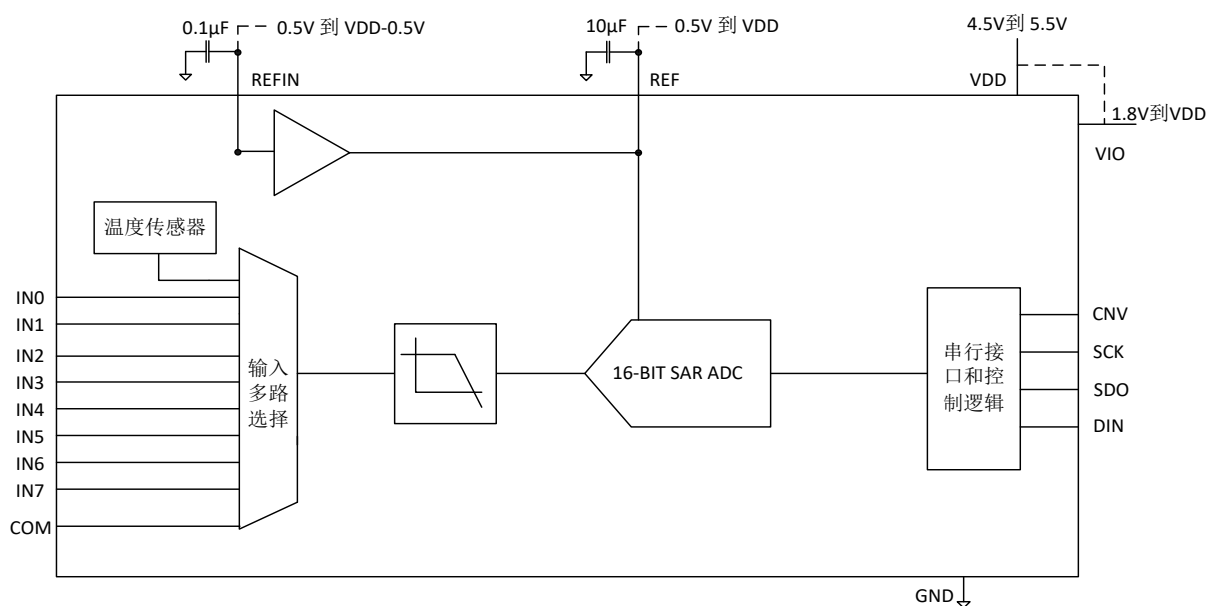 0.1µF
0.5V 到 VDD-0.5V
10µF
0.5V 到 VDD
4.5V到 5.5V
REFIN
REF
VDD
1.8V到VDD
VIO
温度传感器
IN0
IN1
IN2
IN3
IN4
IN5
IN6
IN7
COM
输入
多路
选择
16-BIT SAR ADC
串行接
口和控
制逻辑
CNV
SCK
SDO
DIN
GND